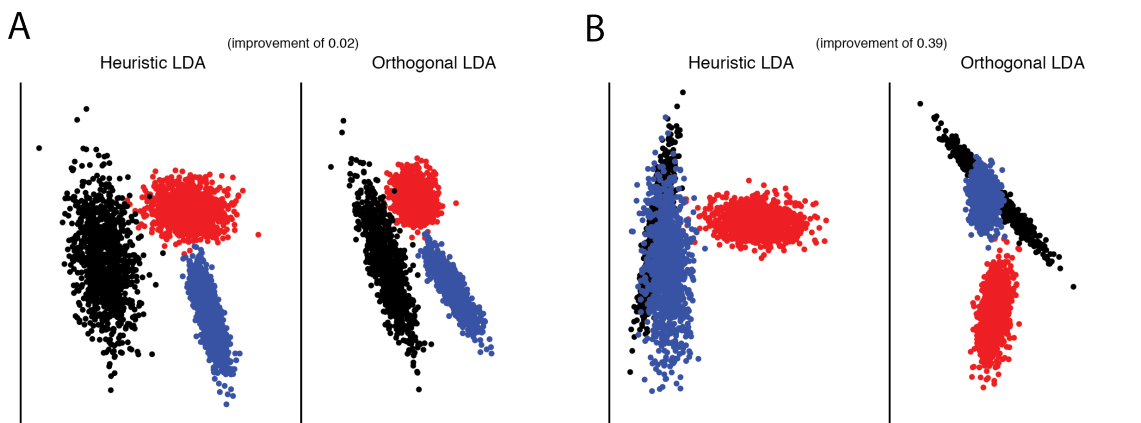 A
(improvement of 0.02)
Heuristic LDA
Orthogonal LDA
B
(improvement of 0.39)
Heuristic LDA
Orthogonal LDA